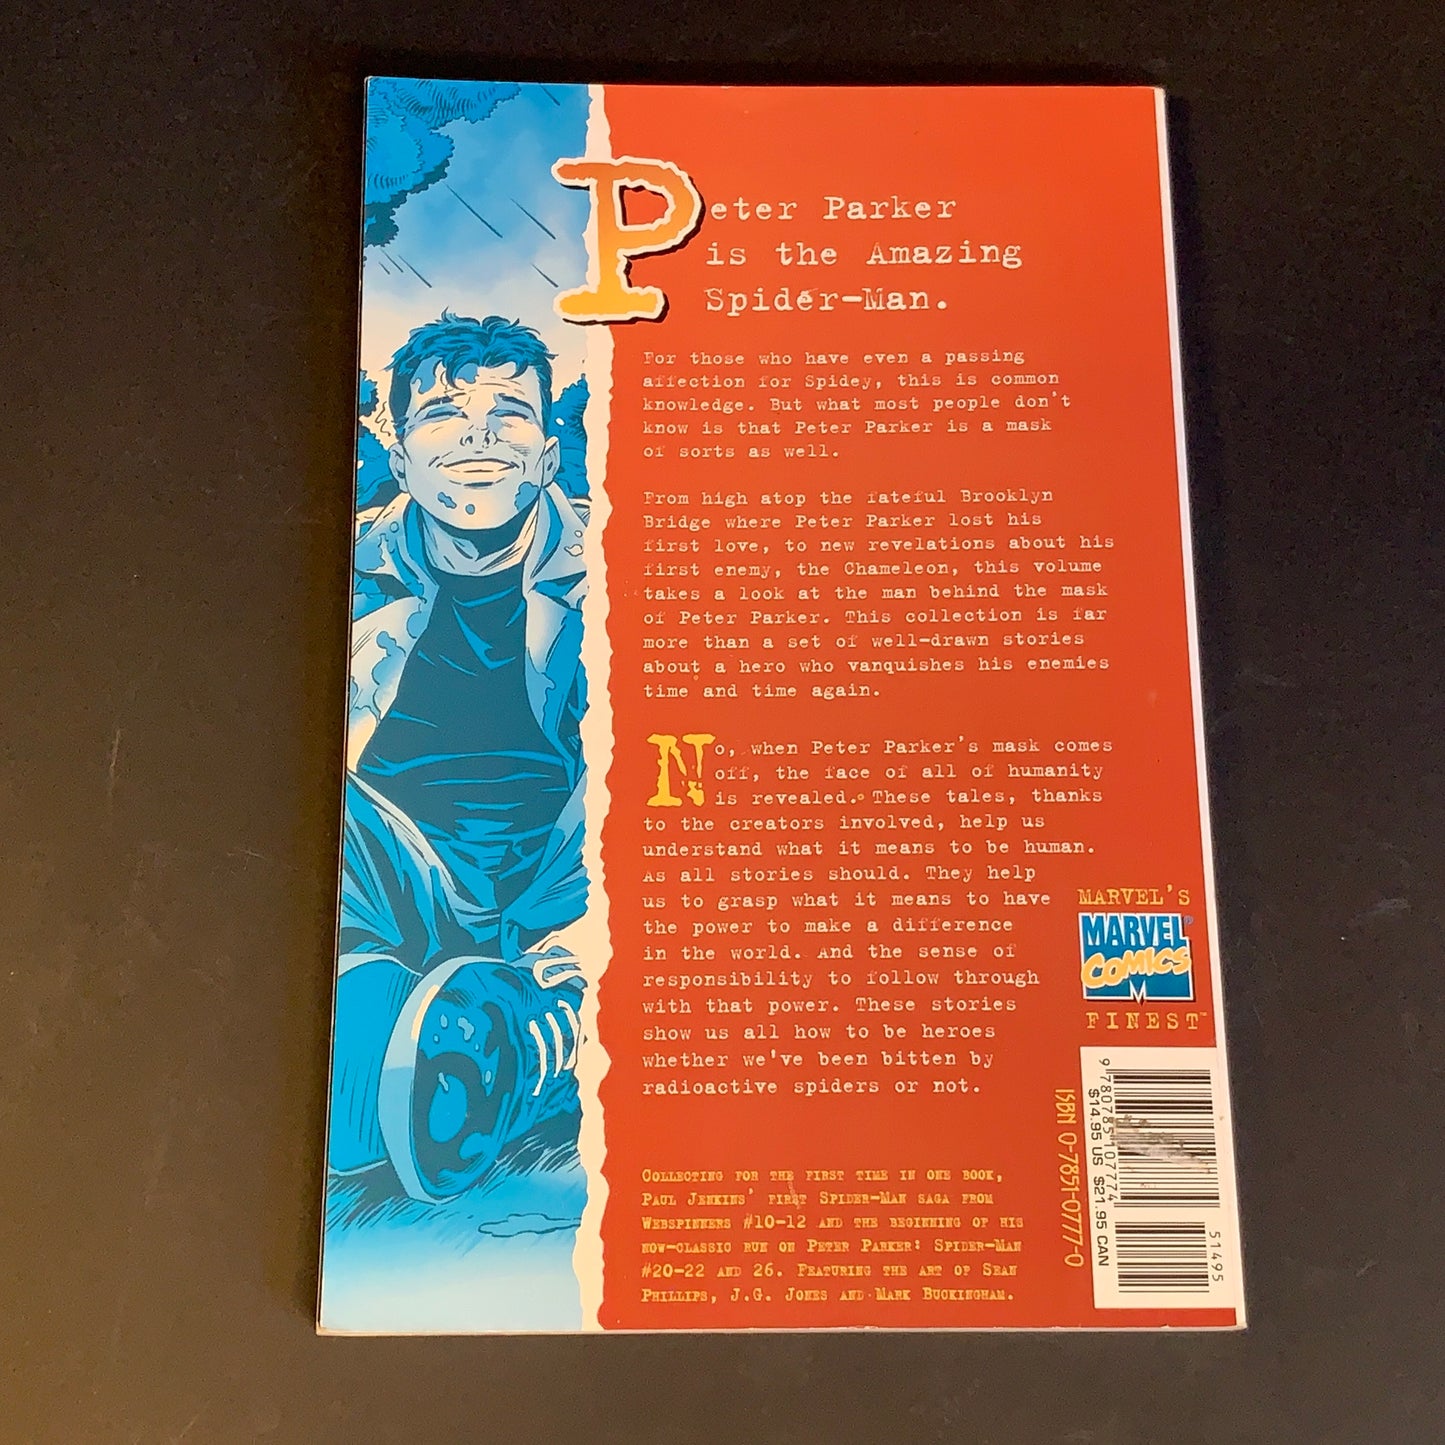 Peter Parker
is the Amazing
Spider-Man.
For those who have even a passing
affection for Spidey, this is common
knowledge. But what most people don't
know is that Peter Parker is a mask
of sorts as well.
From high atop the fateful Brooklyn
Bridge where Peter Parker lost his
first love, to new revelations about his
first enemy, the Chameleon, this volume
takes a look at the man behind the mask
of Peter Parker. This collection is far
more than a set of well-drawn stories
about a hero who vanquishes his enemies
time and time again.
No, when Peter Parker's mask comes
off, the face of all of humanity
is revealed. These tales, thanks
to the creators involved, help us
understand what it means to be human.
As all stories should. They help
us to grasp what it means to have
the power to make a difference
in the world. And the sense of
responsibility to follow through
with that power. These stories
show us all how to be heroes
whether we've been bitten by
radioactive spiders or not.
Collecting for the first time in one book,
Paul Jenkins' first Spider-Man saga from
Webspinners #10-12 and the beginning of his
now-classic run on Peter Parker: Spider-Man
#20-22 and 26. Featuring the art of Sean
Phillips, J.G. Jones and Mark Buckingham.
MARVEL'S
MARVEL®
COMICS
M
FINEST™
ISBN 0-7851-0777-0
9 780785 107774
$14.95 US $21.95 CAN
51495